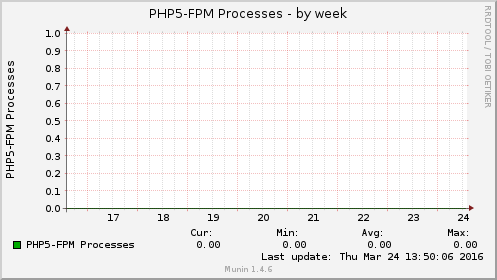 PHP5-FPM Processes - by week
RRDTOOL / TOBI OETIKER
PHP5-FPM Processes
1.0
0.9
0.8
0.7
0.6
0.5
0.4
0.3
0.2
0.1
0.0
17 18 19 20 21 22 23 24
Cur: Min: Avg: Max:
PHP5-FPM Processes 0.00 0.00 0.00 0.00
Last update: Thu Mar 24 13:50:06 2016
Munin 1.4.6